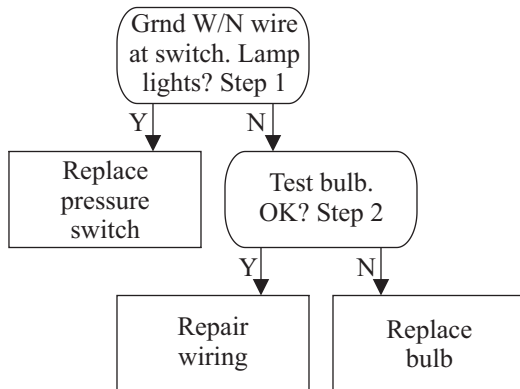 Grnd W/N wire
at switch. Lamp
lights? Step 1
Y
N
Replace
pressure
switch
Test bulb.
OK? Step 2
Y
N
Repair
wiring
Replace
bulb